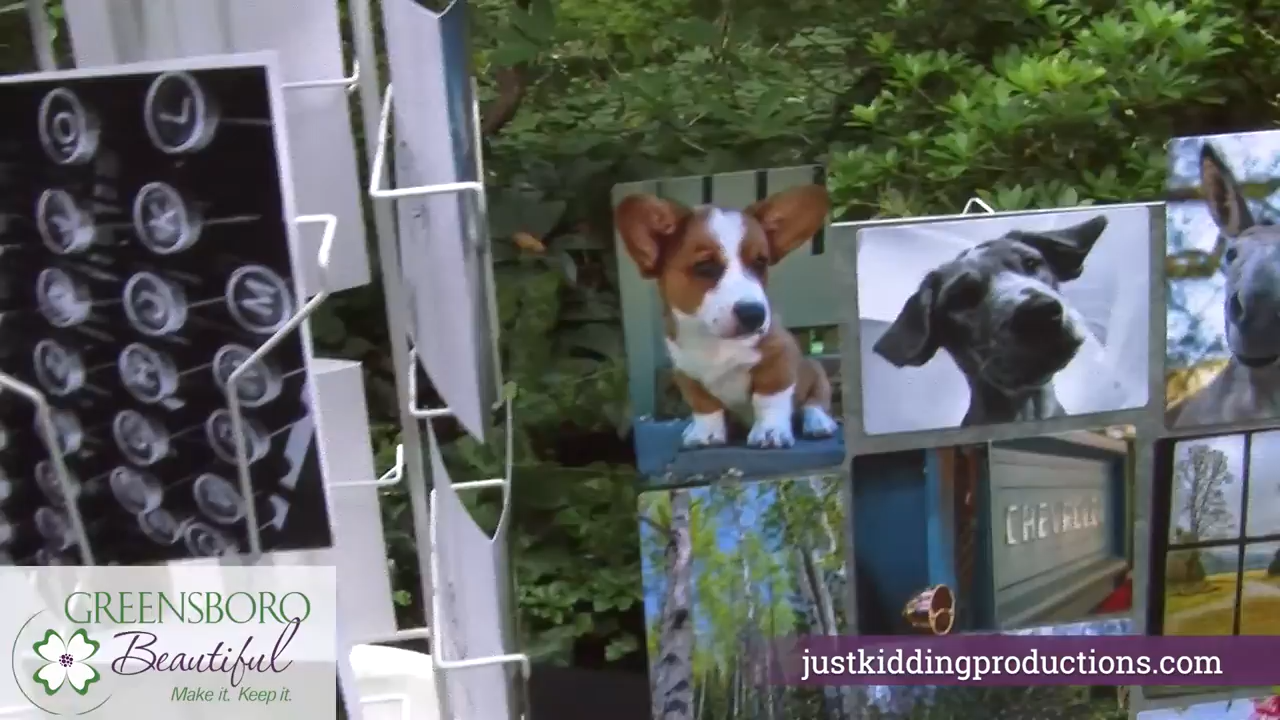 L
K
M
CHEVROLET
GREENSBORO
Beautiful
Make it. Keep it.
justkiddingproductions.com